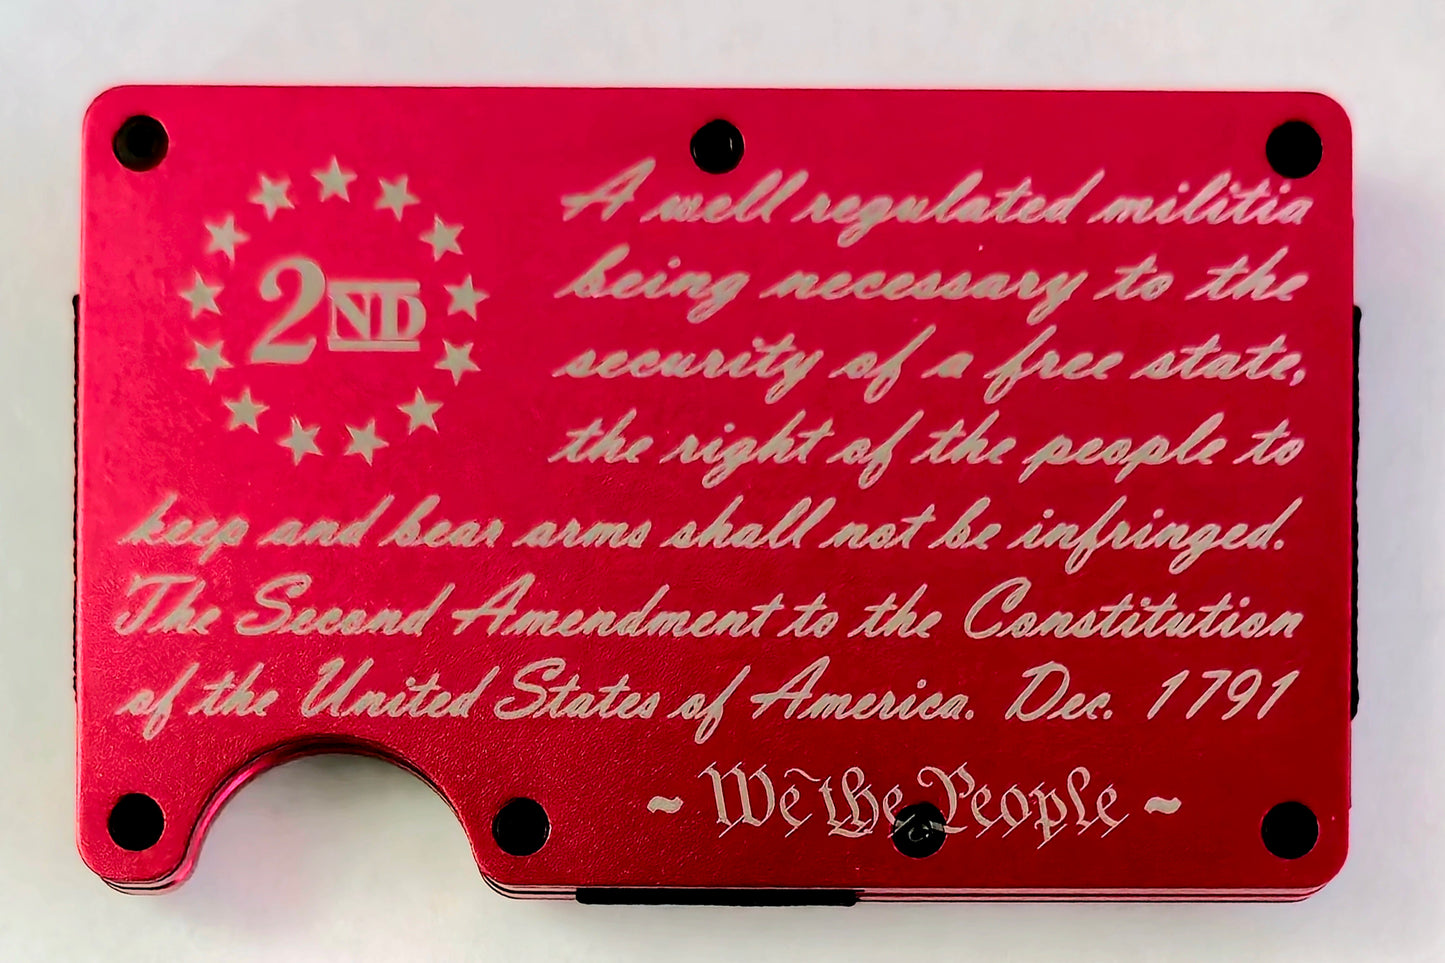 2ND
A well regulated militia
being necessary to the
security of a free state,
the right of the people to
keep and bear arms shall not be infringed.
The Second Amendment to the Constitution
of the United States of America. Dec. 1791
~ We the People ~